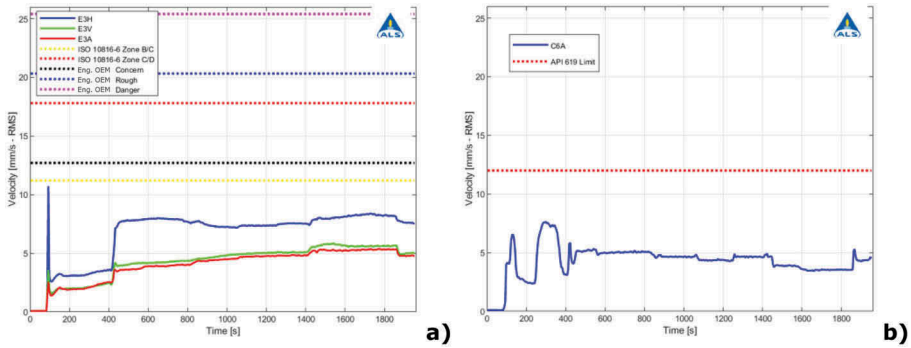 E3H
E3V
E3A
ISO 10816-6 Zone B/C
ISO 10816-6 Zone C/D
Eng. OEM Concern
Eng. OEM Rough
Eng. OEM Danger
ALS
25
20
15
10
5
0
Velocity [mm/s - RMS]
0 200 400 600 800 1000 1200 1400 1600 1800
Time [s]
a)
C6A
API 619 Limit
ALS
25
20
15
10
5
0
Velocity [mm/s - RMS]
0 200 400 600 800 1000 1200 1400 1600 1800
Time [s]
b)